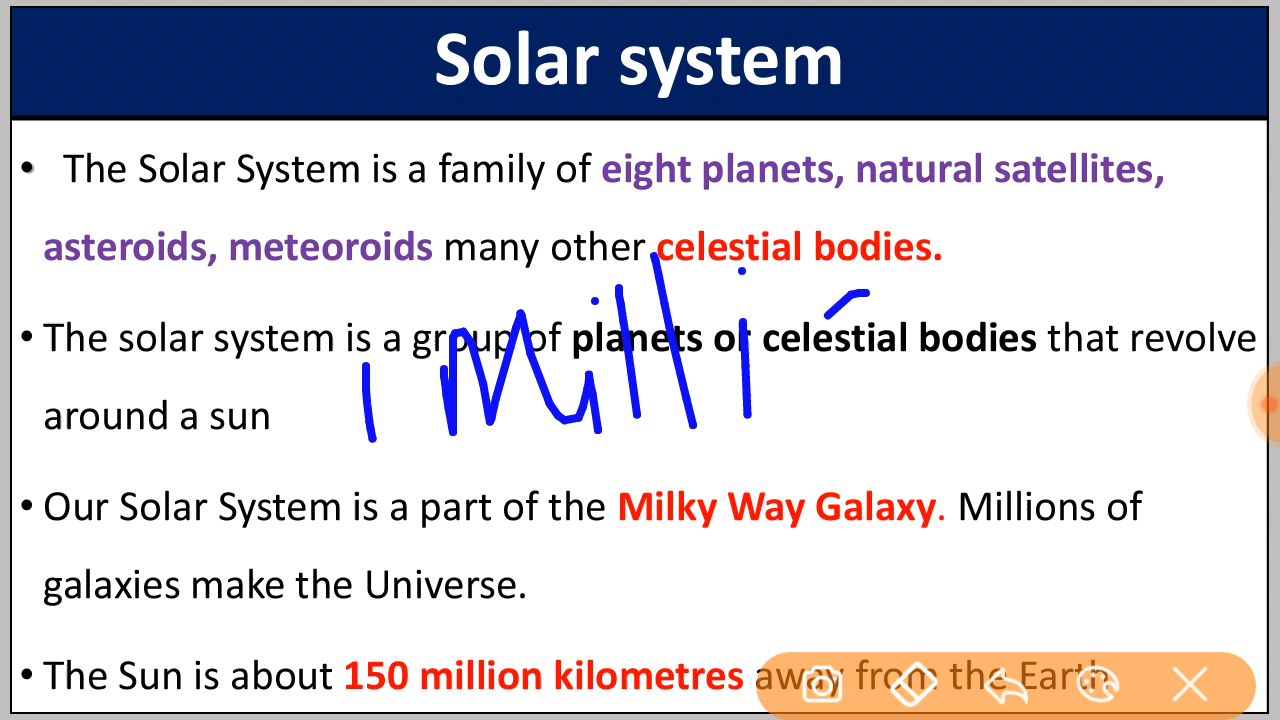 Solar system
• The Solar System is a family of eight planets, natural satellites,
asteroids, meteoroids many other celestial bodies.
• The solar system is a group of planets or celestial bodies that revolve
around a sun
1 Milli
• Our Solar System is a part of the Milky Way Galaxy. Millions of
galaxies make the Universe.
• The Sun is about 150 million kilometres away from the Earth